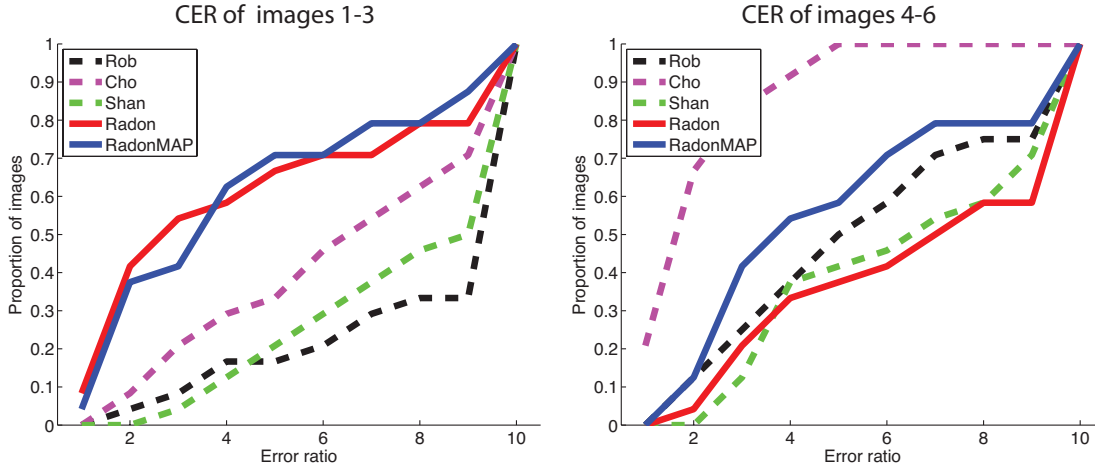 CER of images 1-3
1
0.9
0.8
0.7
0.6
0.5
0.4
0.3
0.2
0.1
0
Proportion of images
Rob
Cho
Shan
Radon
RadonMAP
2
4
6
8
10
Error ratio
CER of images 4-6
1
0.9
0.8
0.7
0.6
0.5
0.4
0.3
0.2
0.1
0
Proportion of images
Rob
Cho
Shan
Radon
RadonMAP
2
4
6
8
10
Error ratio